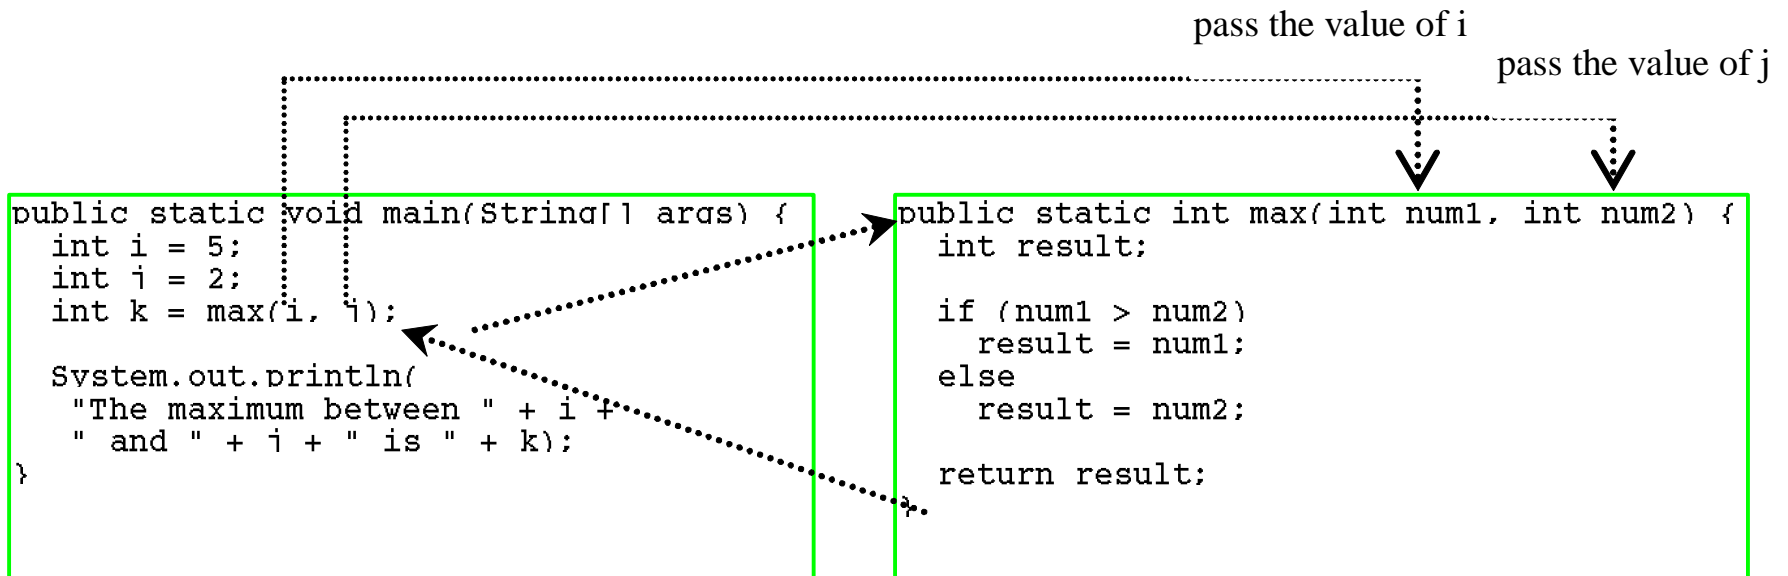 pass the value of i
pass the value of j
public static void main(String[] args) {
  int i = 5;
  int j = 2;
  int k = max(i, j);

  System.out.println(
   "The maximum between " + i +
   " and " + j + " is " + k);
}
public static int max(int num1, int num2) {
  int result;

  if (num1 > num2)
    result = num1;
  else
    result = num2;

  return result;
}